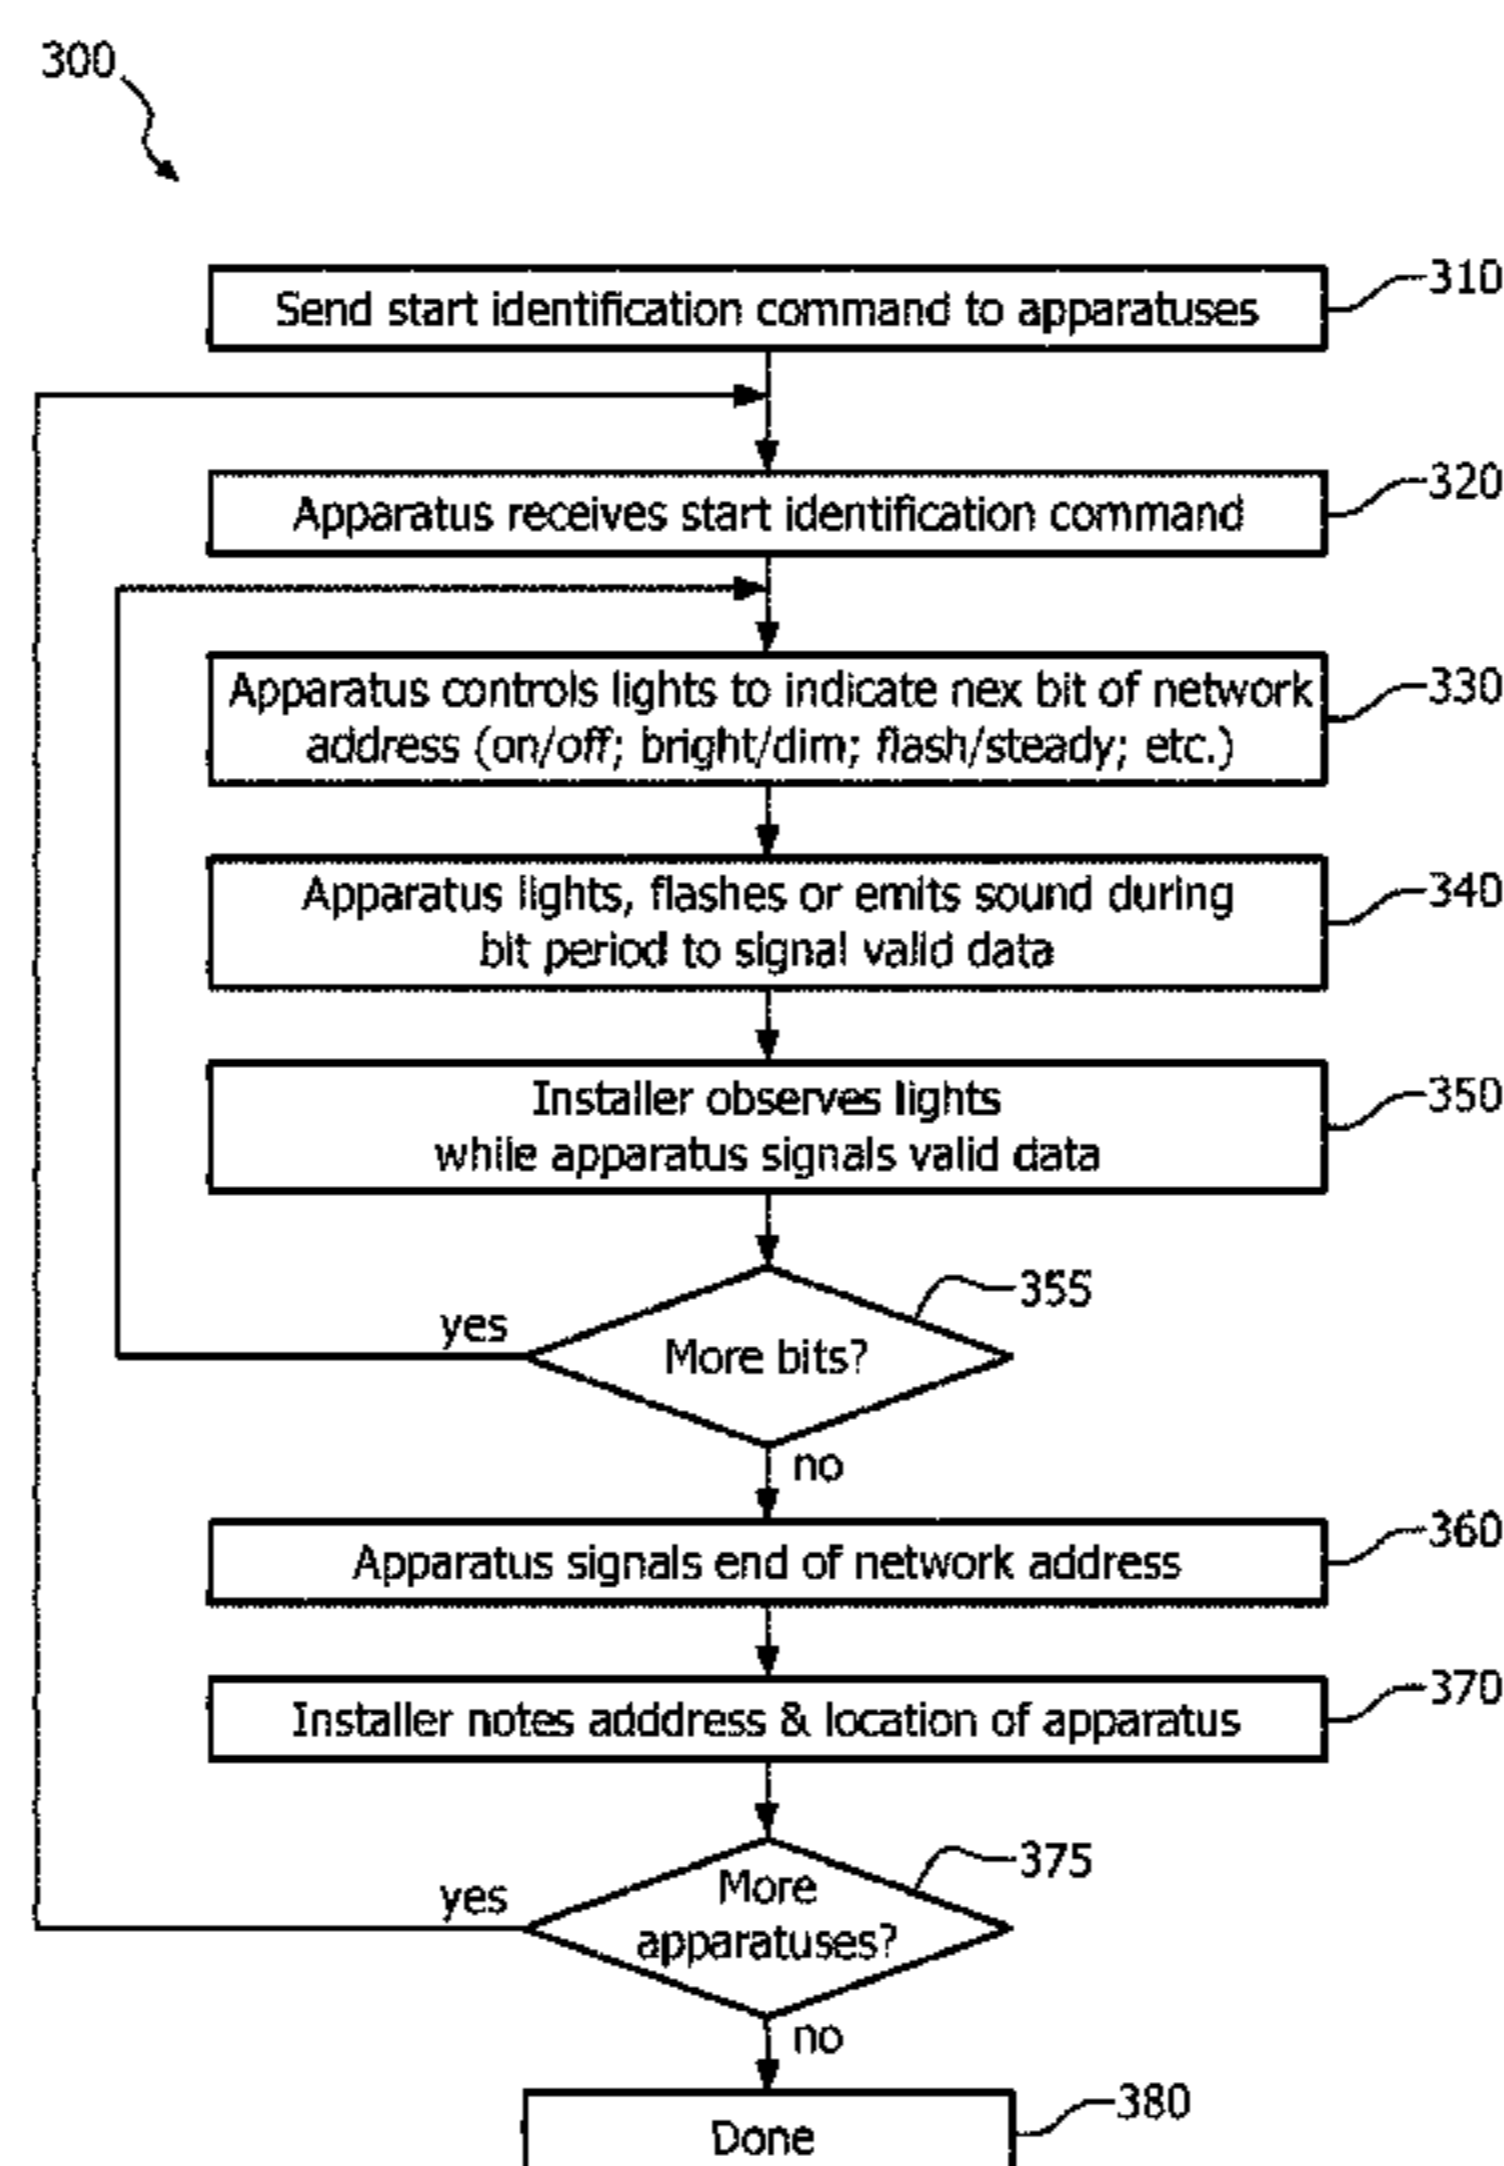 300
Send start identification command to apparatuses
310
Apparatus receives start identification command
320
Apparatus controls lights to indicate nex bit of network
address (on/off; bright/dim; flash/steady; etc.)
330
Apparatus lights, flashes or emits sound during
bit period to signal valid data
340
Installer observes lights
while apparatus signals valid data
350
355
yes
More bits?
no
Apparatus signals end of network address
360
Installer notes adddress & location of apparatus
370
375
yes
More
apparatuses?
no
Done
380